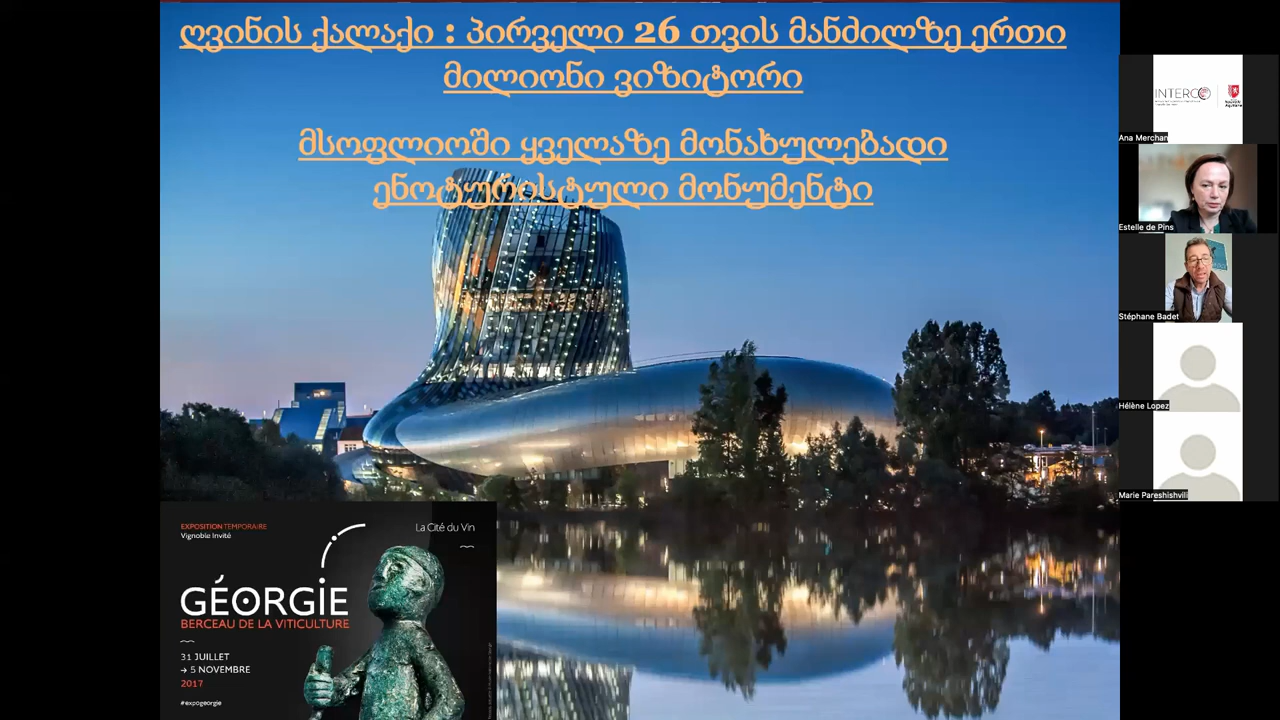 ღვინის ქალაქი : პირველი 26 თვის მანძილზე ერთი
მილიონი ვიზიტორი
მსოფლიოში ყველაზე მონახულებადი
ენოტურისტული მონუმენტი
EXPOSITION TEMPORAIRE
Vignoble Invité
La Cité du Vin
GÉORGIE
BERCEAU DE LA VITICULTURE
31 JUILLET
→ 5 NOVEMBRE
2017
#expogeorgie
INTERCO
Ana Merchan
Estelle de Pins
Stéphane Badet
Hélène Lopez
Marie Pareshishvili